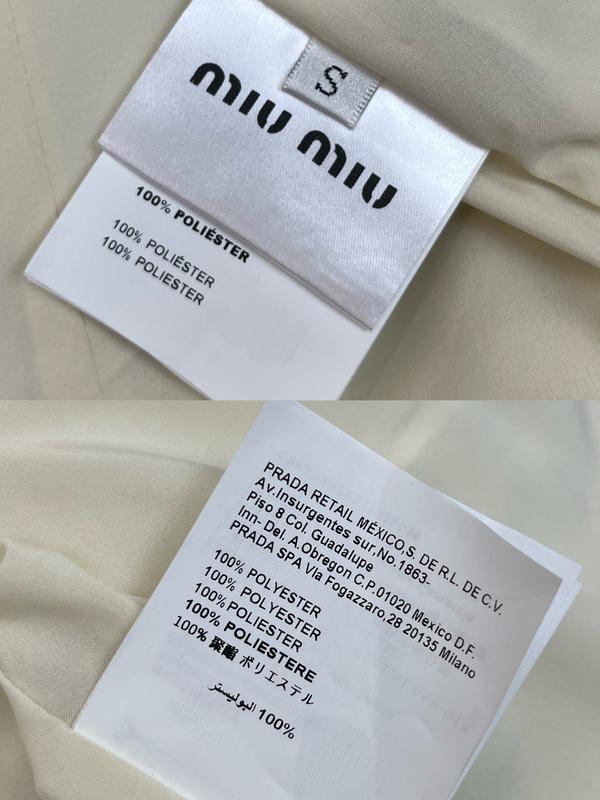 S
miu miu
100% POLIÉSTER
100% POLIÉSTER
100% POLIESTER
PRADA RETAIL MÉXICO,S. DE R.L. DE C.V.
Av.Insurgentes sur,No.1863-
Piso 8 Col. Guadalupe
Inn- Del. A,Obregon C.P.01020 Mexico D.F.
PRADA SPA Via Fogazzaro,28 20135 Milano
100% POLYESTER
100% POLYESTER
100% POLIESTER
100% POLIESTERE
100% 聚酯 ポリエステル
100% البوليستر